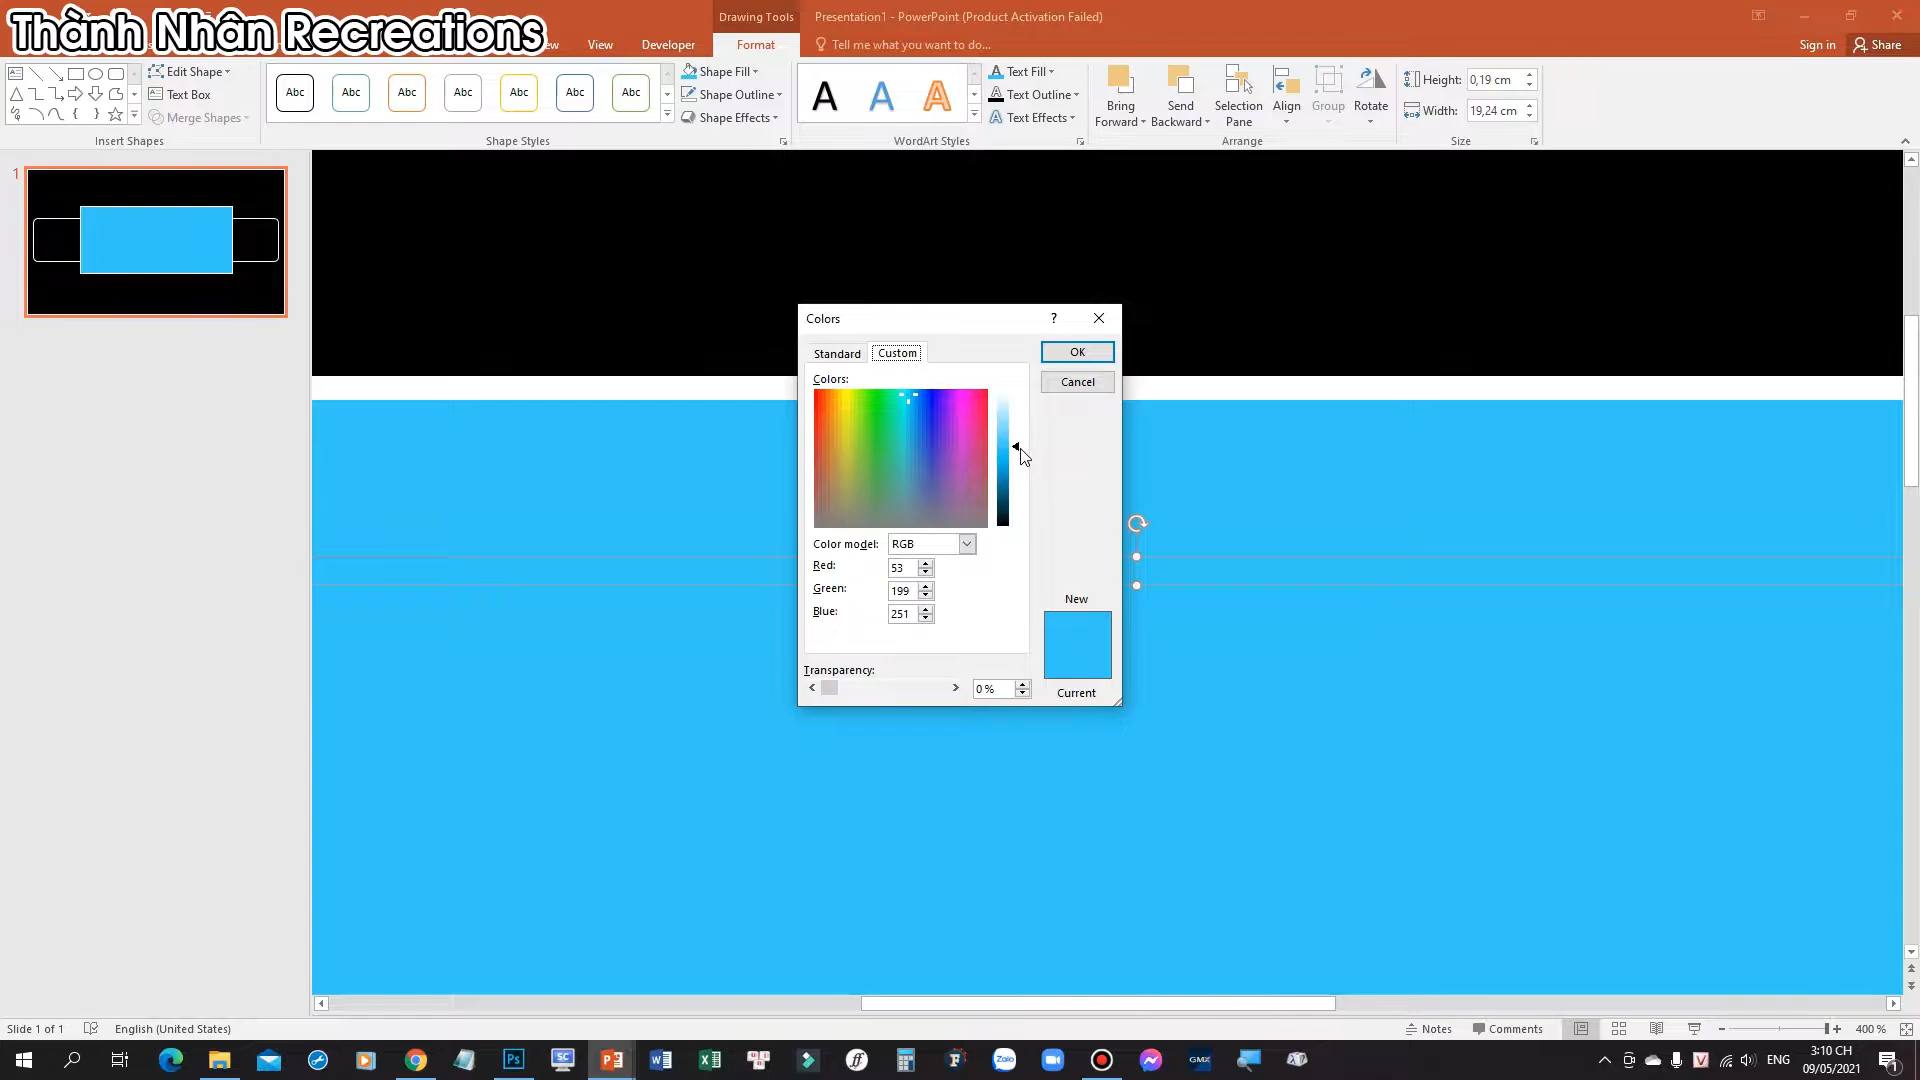 Thành Nhân Recreations
View
Developer
Drawing Tools
Format
Presentation1 - PowerPoint (Product Activation Failed)
Tell me what you want to do...
Sign in
Share
Edit Shape
Text Box
Merge Shapes
Insert Shapes
Abc Abc Abc Abc Abc Abc Abc
Shape Fill
Shape Outline
Shape Effects
Shape Styles
A A A
Text Fill
Text Outline
Text Effects
WordArt Styles
Bring Forward
Send Backward
Selection Pane
Align
Group
Rotate
Arrange
Height: 0,19 cm
Width: 19,24 cm
Size
1
Colors
?
Standard
Custom
OK
Cancel
Colors:
Color model: RGB
Red: 53
Green: 199
Blue: 251
Transparency:
0 %
New
Current
Slide 1 of 1
English (United States)
Notes
Comments
400 %
ENG
3:10 CH
09/05/2021